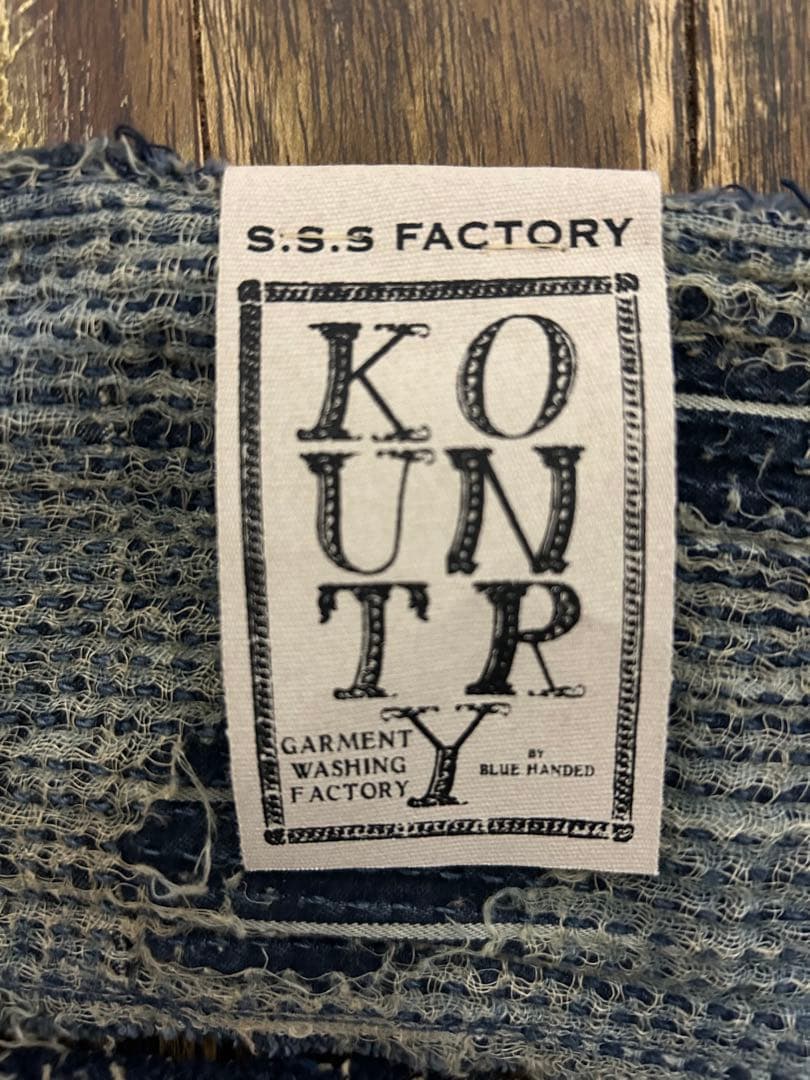 S.S.S FACTORY
KO
UN
TR
Y
GARMENT
WASHING
FACTORY
BY
BLUE HANDED